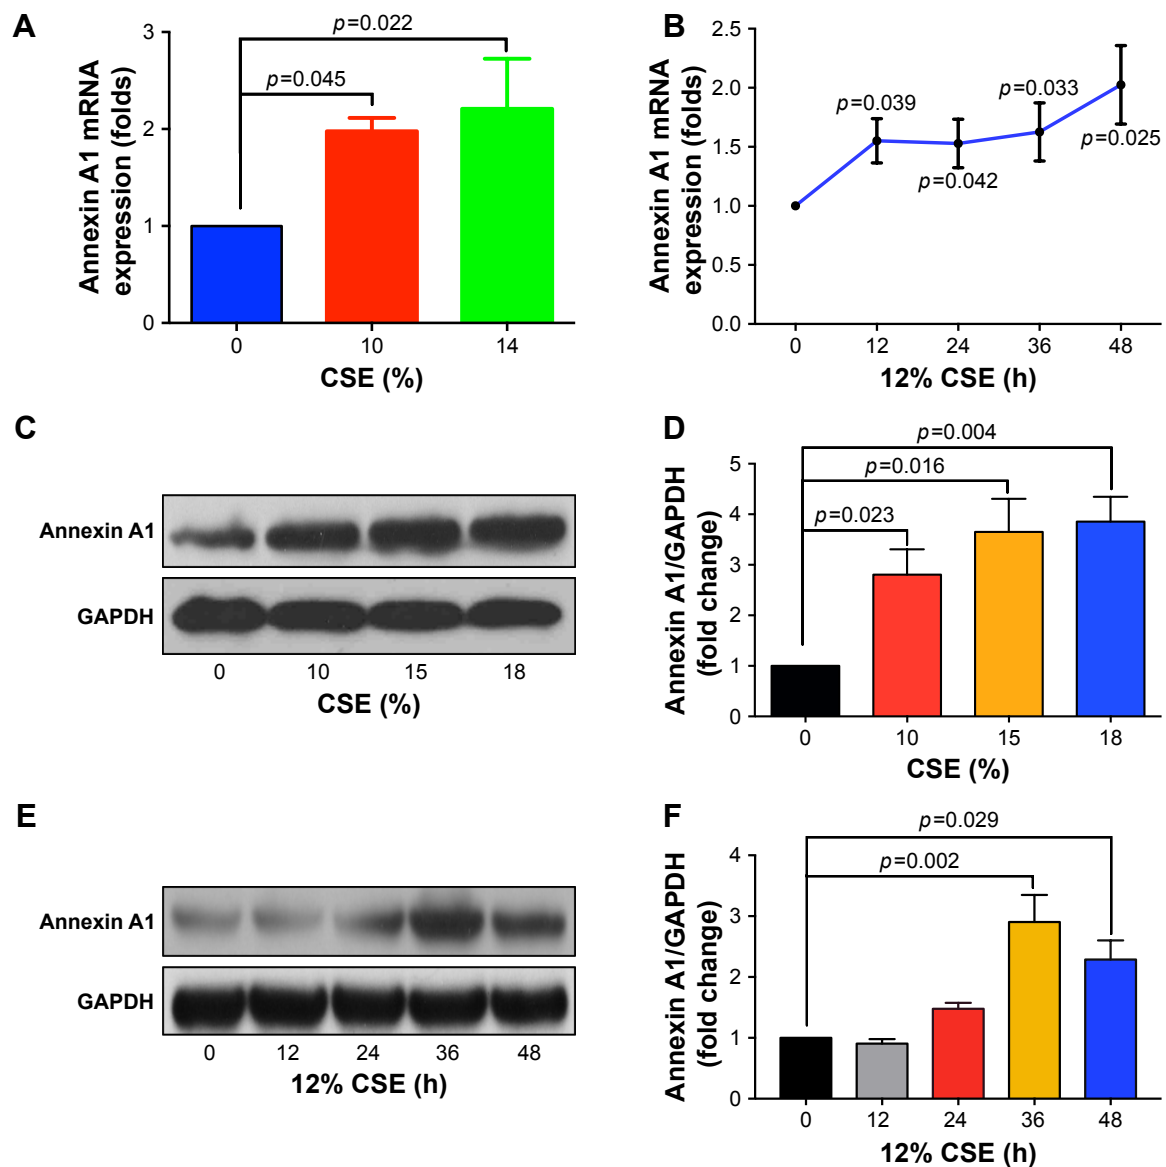 A
Annexin A1 mRNA
expression (folds)
3
2
1
0
p=0.022
p=0.045
0 10 14
CSE (%)
B
Annexin A1 mRNA
expression (folds)
2.5
2.0
1.5
1.0
0.5
0.0
p=0.039
p=0.042
p=0.033
p=0.025
0 12 24 36 48
12% CSE (h)
C
Annexin A1
GAPDH
0 10 15 18
CSE (%)
D
Annexin A1/GAPDH
(fold change)
5
4
3
2
1
0
p=0.004
p=0.016
p=0.023
0 10 15 18
CSE (%)
E
Annexin A1
GAPDH
0 12 24 36 48
12% CSE (h)
F
Annexin A1/GAPDH
(fold change)
4
3
2
1
0
p=0.029
p=0.002
0 12 24 36 48
12% CSE (h)